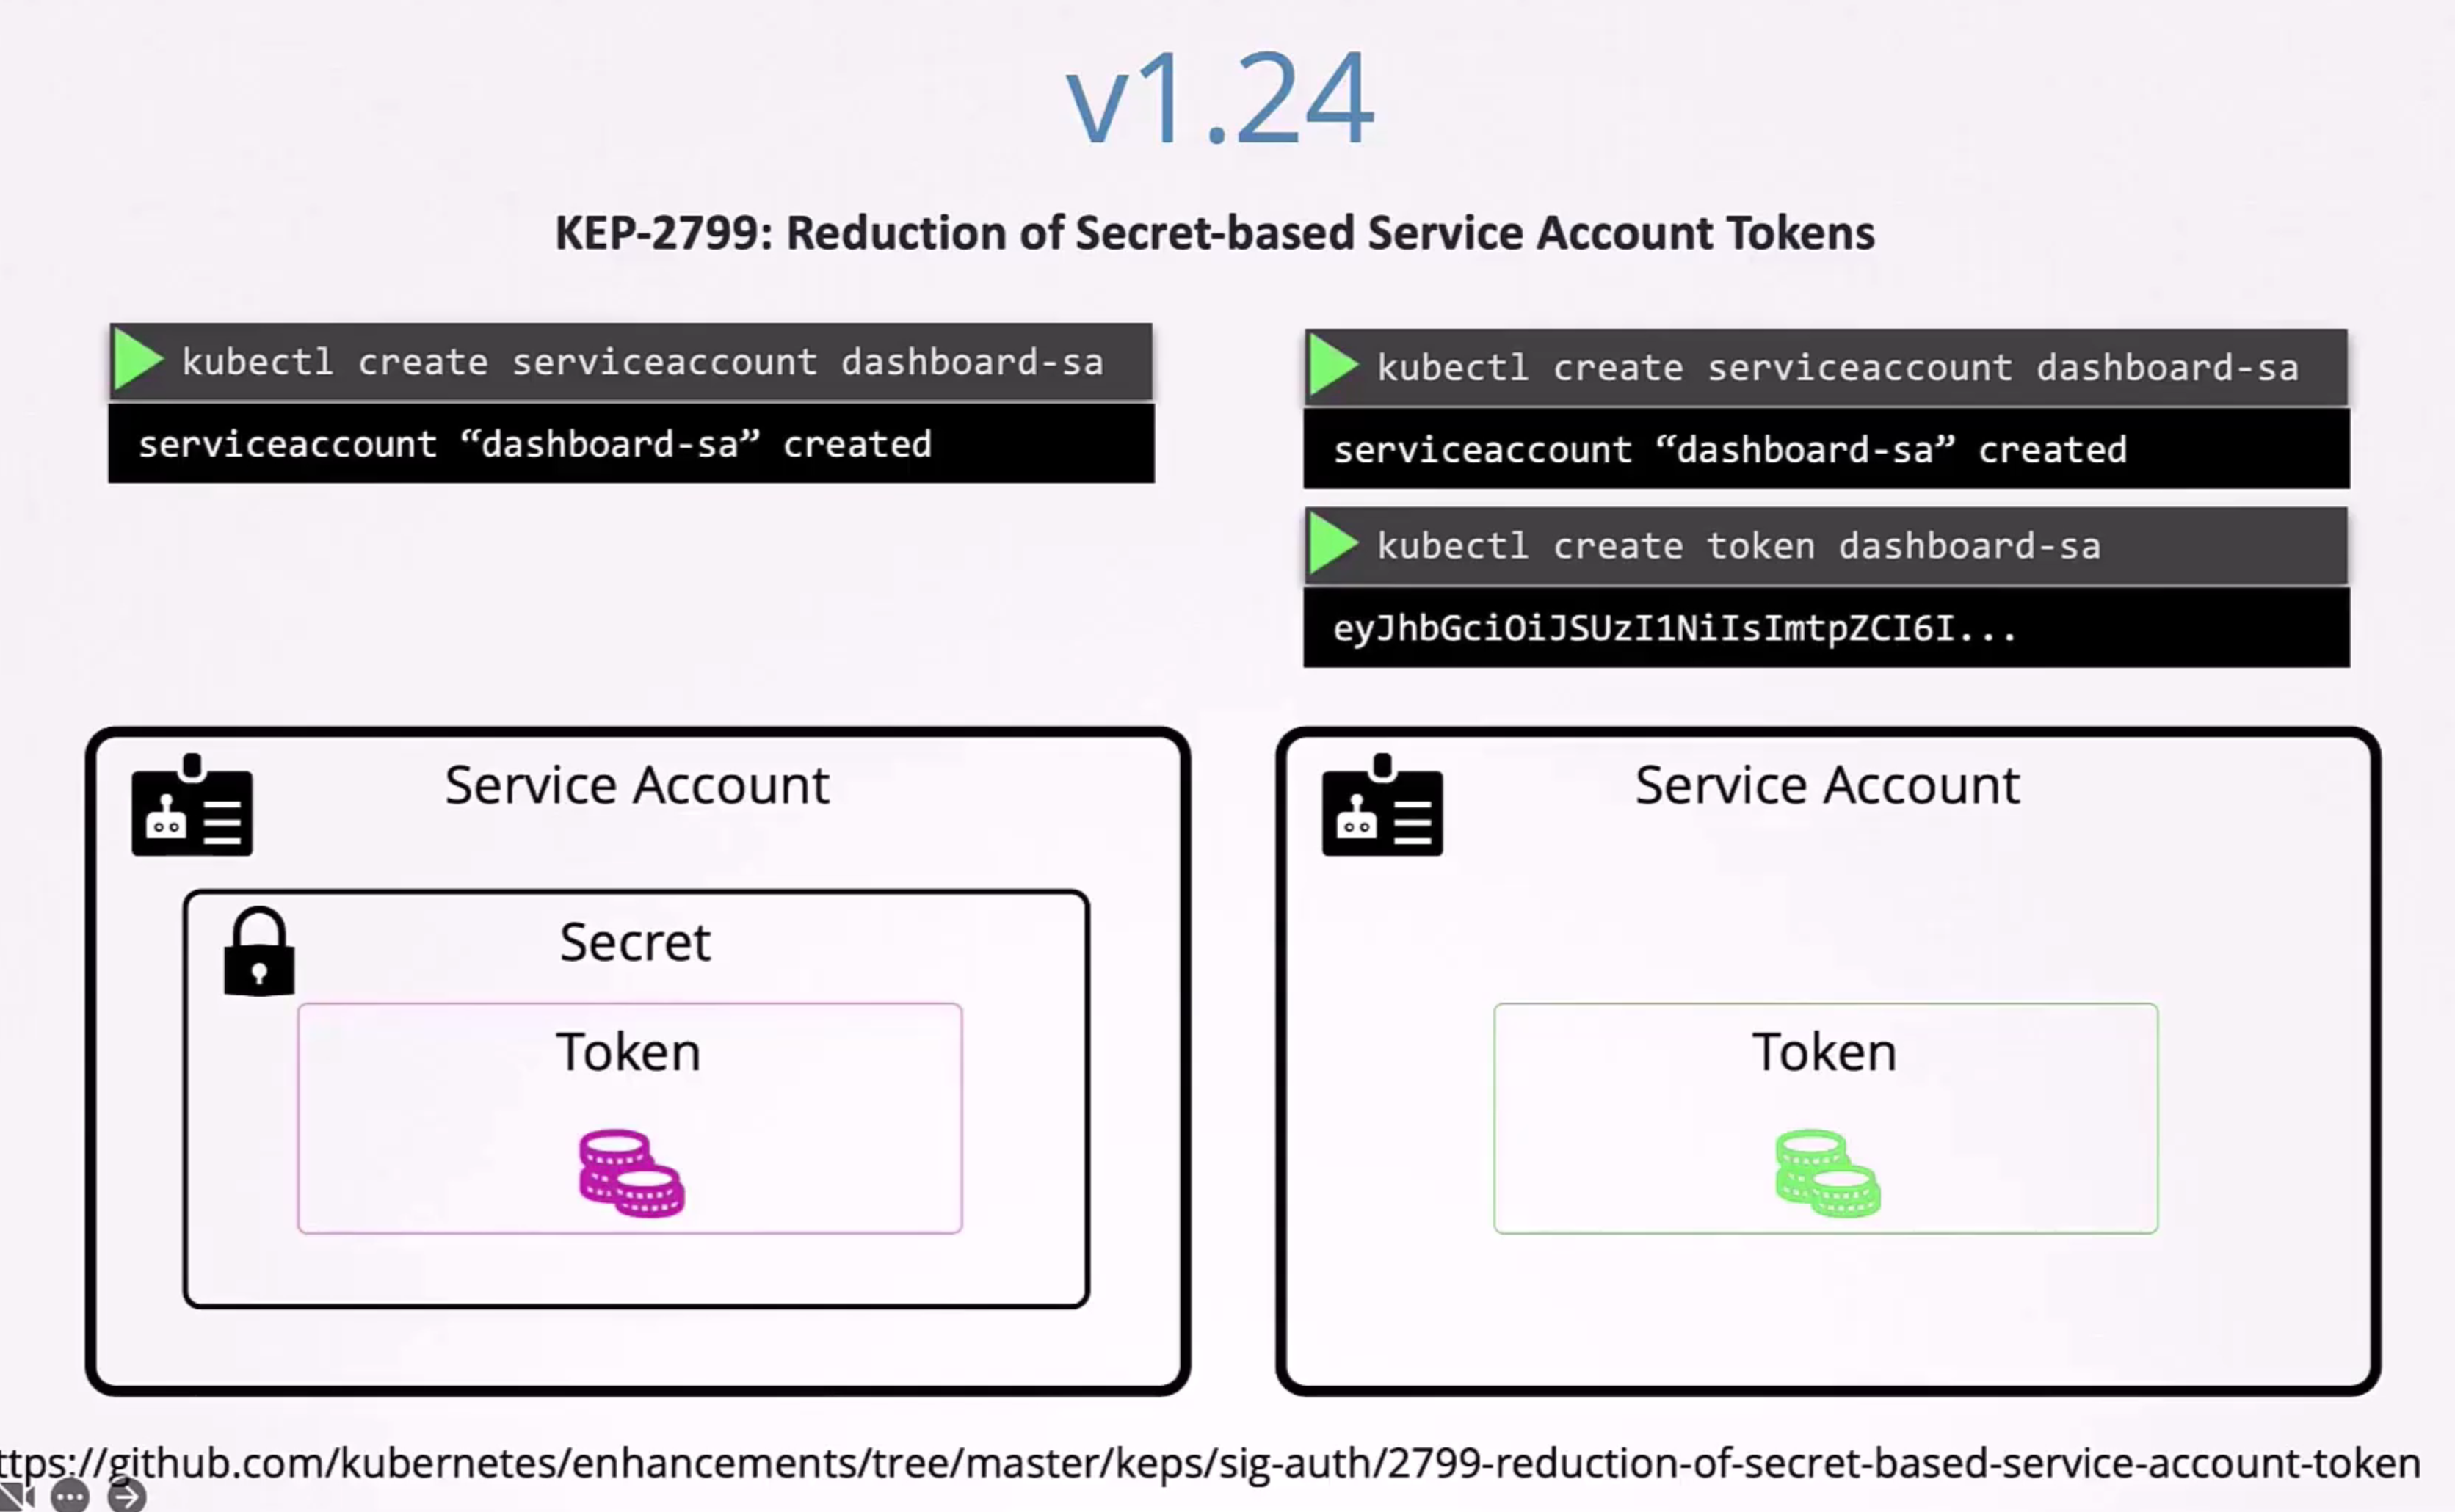 v1.24
KEP-2799: Reduction of Secret-based Service Account Tokens
kubectl create serviceaccount dashboard-sa
serviceaccount “dashboard-sa” created
kubectl create serviceaccount dashboard-sa
serviceaccount “dashboard-sa” created
kubectl create token dashboard-sa
eyJhbGciOiJSUzI1NiIsImtpZCI6I...
Service Account
Secret
Token
Service Account
Token
ttps://github.com/kubernetes/enhancements/tree/master/keps/sig-auth/2799-reduction-of-secret-based-service-account-token